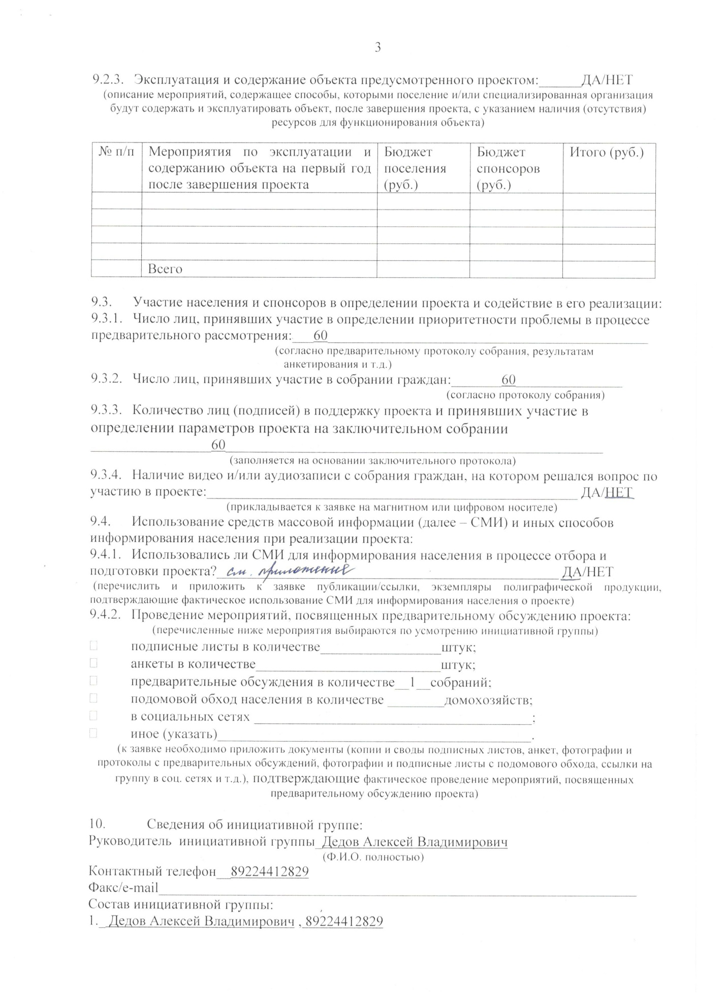 3
9.2.3. Эксплуатация и содержание объекта предусмотренного проектом:______ДА/НЕТ
(описание мероприятий, содержащее способы, которыми поселение и/или специализированная организация
будут содержать и эксплуатировать объект, после завершения проекта, с указанием наличия (отсутствия)
ресурсов для функционирования объекта)
№ п/п | Мероприятия по эксплуатации и содержанию объекта на первый год после завершения проекта | Бюджет поселения (руб.) | Бюджет спонсоров (руб.) | Итого (руб.)
Всего
9.3. Участие населения и спонсоров в определении проекта и содействие в его реализации:
9.3.1. Число лиц, принявших участие в определении приоритетности проблемы в процессе
предварительного рассмотрения:___60___
(согласно предварительному протоколу собрания, результатам
анкетирования и т.д.)
9.3.2. Число лиц, принявших участие в собрании граждан:___60___
(согласно протоколу собрания)
9.3.3. Количество лиц (подписей) в поддержку проекта и принявших участие в
определении параметров проекта на заключительном собрании
___60___
(заполняется на основании заключительного протокола)
9.3.4. Наличие видео и/или аудиозаписи с собрания граждан, на котором решался вопрос по
участию в проекте:___ ДА/НЕТ
(прикладывается к заявке на магнитном или цифровом носителе)
9.4. Использование средств массовой информации (далее – СМИ) и иных способов
информирования населения при реализации проекта:
9.4.1. Использовались ли СМИ для информирования населения в процессе отбора и
подготовки проекта? см. приложение ДА/НЕТ
(перечислить и приложить к заявке публикации/ссылки, экземпляры полиграфической продукции,
подтверждающие фактическое использование СМИ для информирования населения о проекте)
9.4.2. Проведение мероприятий, посвященных предварительному обсуждению проекта:
(перечисленные ниже мероприятия выбираются по усмотрению инициативной группы)
подписные листы в количестве___штук;
анкеты в количестве___штук;
предварительные обсуждения в количестве__1__собраний;
подомовой обход населения в количестве ___домохозяйств;
в социальных сетях ___;
иное (указать)___.
(к заявке необходимо приложить документы (копии и своды подписных листов, анкет, фотографии и
протоколы с предварительных обсуждений, фотографии и подписные листы с подомового обхода, ссылки на
группу в соц. сетях и т.д.), подтверждающие фактическое проведение мероприятий, посвященных
предварительному обсуждению проекта)
10. Сведения об инициативной группе:
Руководитель инициативной группы_Дедов Алексей Владимирович
(Ф.И.О. полностью)
Контактный телефон__89224412829
Факс/e-mail___
Состав инициативной группы:
1._ Дедов Алексей Владимирович , 89224412829